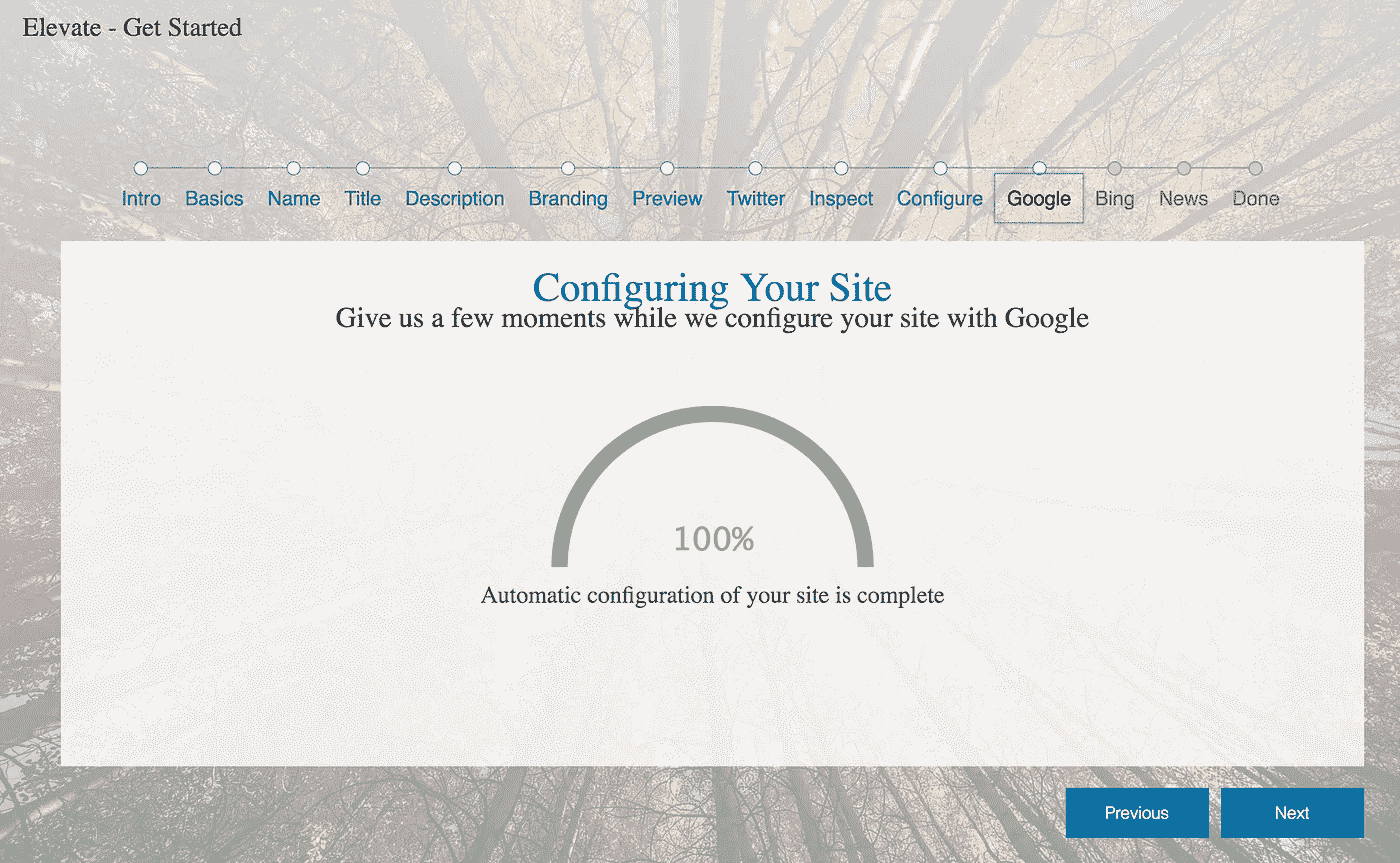 Elevate - Get Started
Intro Basics Name Title Description Branding Preview Twitter Inspect Configure Google Bing News Done
Configuring Your Site
Give us a few moments while we configure your site with Google
100%
Automatic configuration of your site is complete
Previous Next